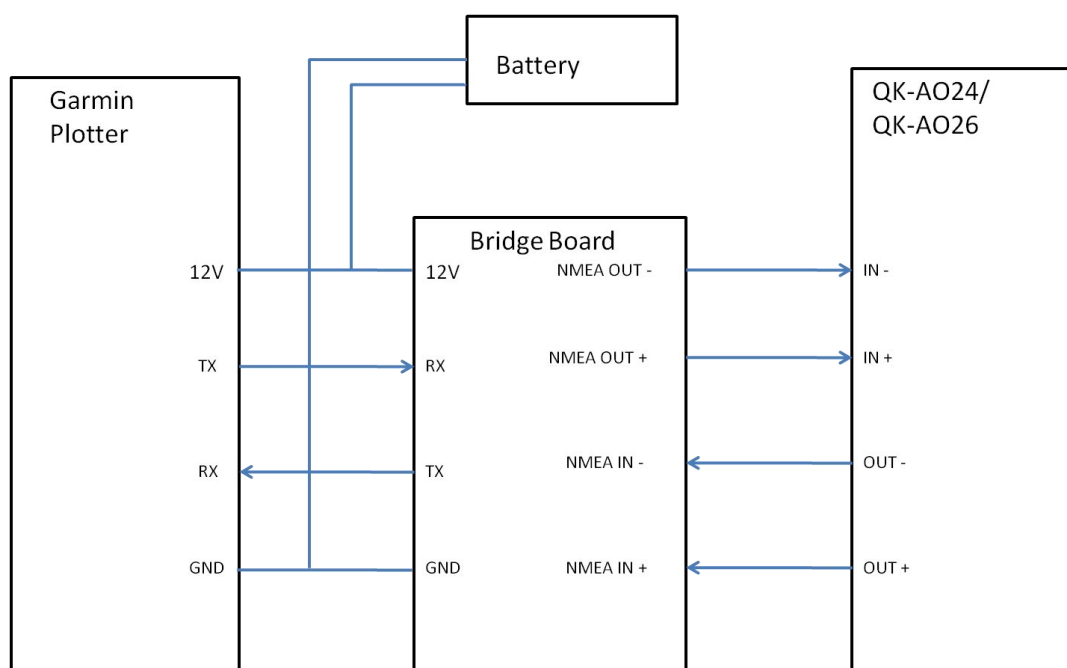 Battery
Garmin
Plotter
QK-AO24/
QK-AO26
Bridge Board
12V
12V
NMEA OUT -
IN -
TX
RX
NMEA OUT +
IN +
RX
TX
NMEA IN -
OUT -
GND
GND
NMEA IN +
OUT +